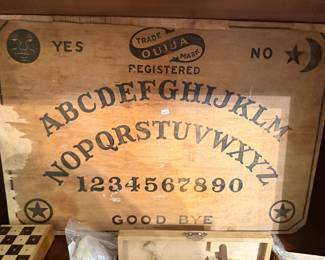 TRADE
YES OUIJA NO
MARK
REGISTERED
ABCDEFGHIJKLM
NOPQRSTUVWXYZ
1234567890
GOOD BYE